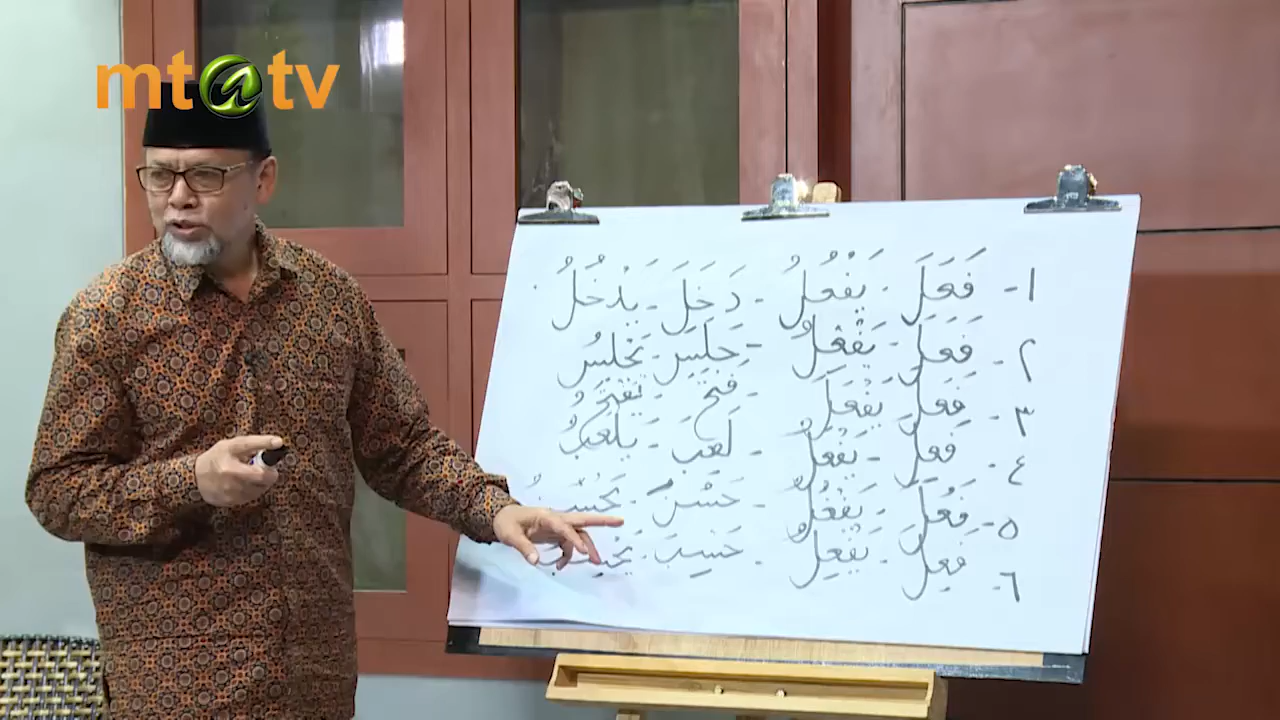 mt@tv
١- فَعَلَ - يَفْعُلُ - دَخَلَ - يَدْخُلُ
٢- فَعَلَ - يَفْعِلُ - جَلَسَ - يَجْلِسُ
٣- فَعَلَ يَفْعَلُ - فَتَحَ - يَفْتَحُ
٤- فَعِلَ - يَفْعَلُ - لَعِبَ - يَلْعَبُ
٥- فَعُلَ - يَفْعُلُ - حَسُنَ - يَحْسُنُ
٦- فَعِلَ - يَفْعِلُ - حَسِبَ - يَحْسِبُ